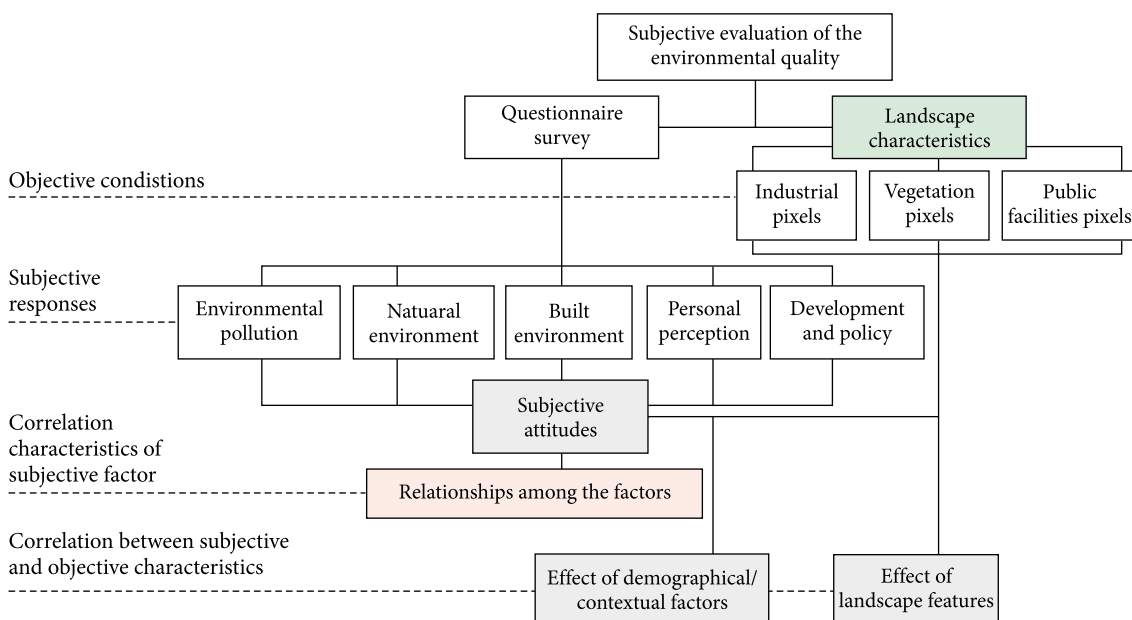 Subjective evaluation of the
environmental quality
Questionnaire
survey
Landscape
characteristics
Objective condistions
Industrial
pixels
Vegetation
pixels
Public
facilities pixels
Subjective
responses
Environmental
pollution
Natuaral
environment
Built
environment
Personal
perception
Development
and policy
Subjective
attitudes
Correlation
characteristics of
subjective factor
Relationships among the factors
Correlation between subjective
and objective characteristics
Effect of demographical/
contextual factors
Effect of
landscape features